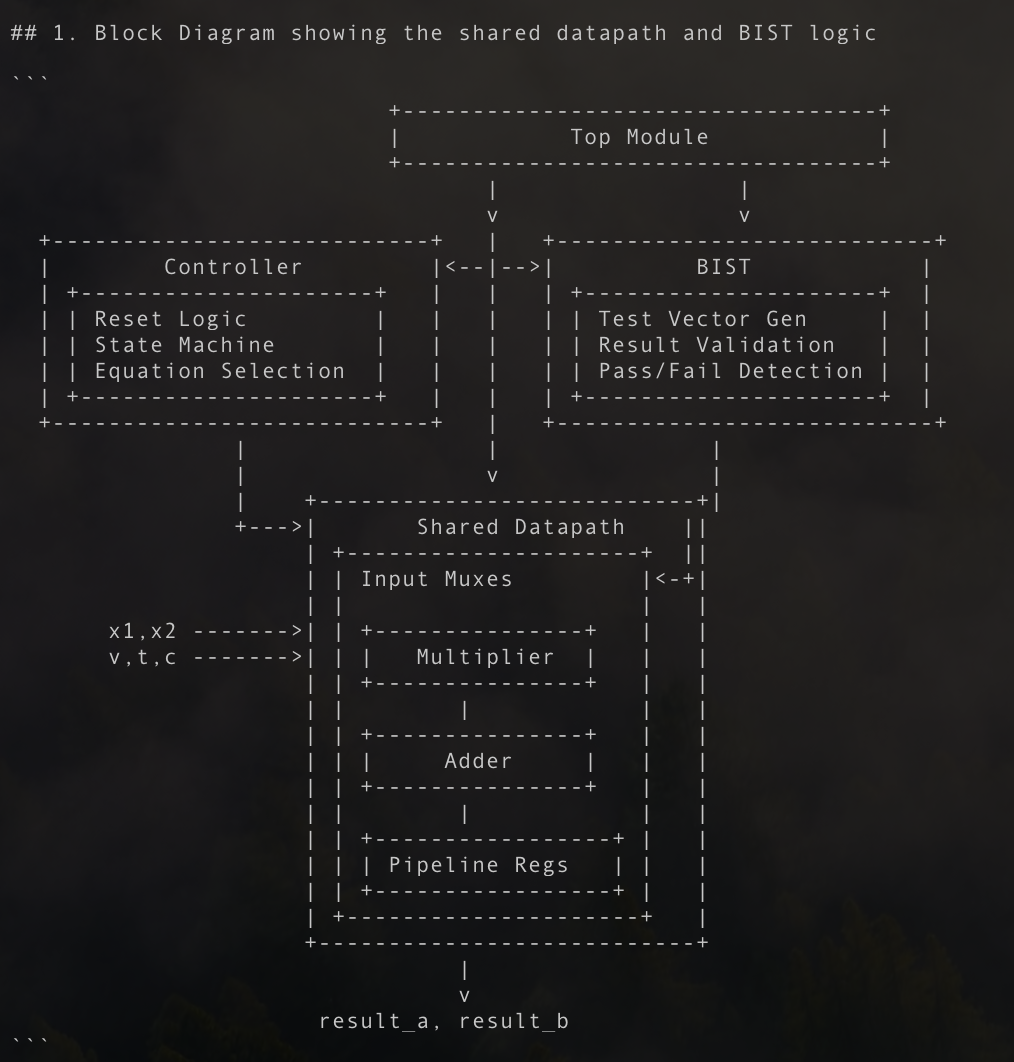 ## 1. Block Diagram showing the shared datapath and BIST logic
```
Top Module
Controller
BIST
Reset Logic
Test Vector Gen
State Machine
Result Validation
Equation Selection
Pass/Fail Detection
Shared Datapath
Input Muxes
x1,x2
v,t,c
Multiplier
Adder
Pipeline Regs
result_a, result_b
```